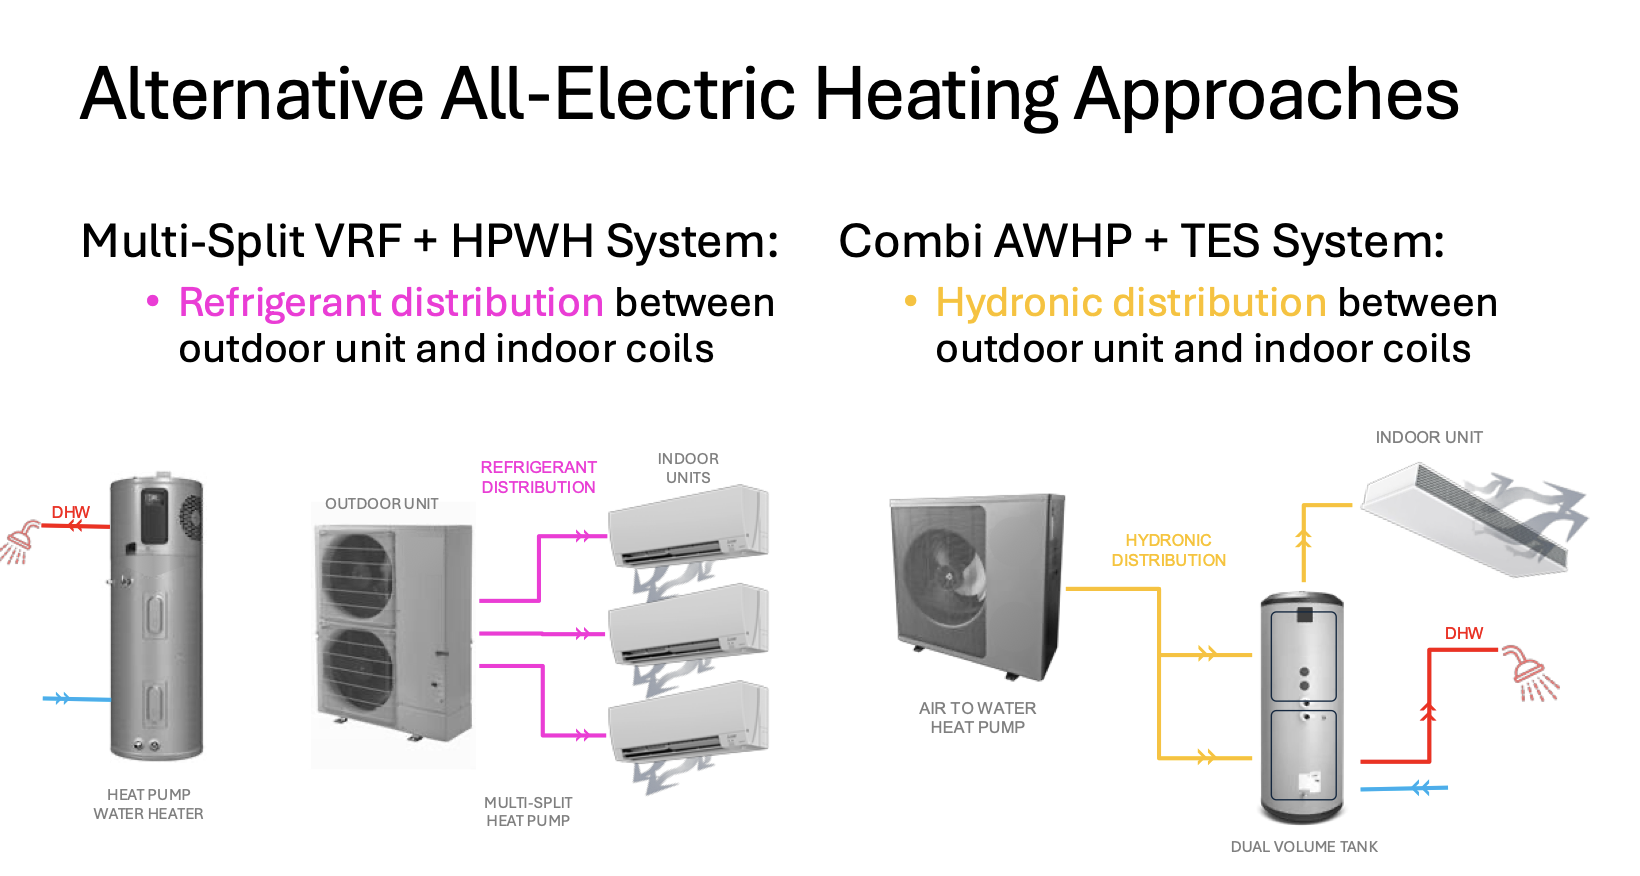 Alternative All-Electric Heating Approaches
Multi-Split VRF + HPWH System:
• Refrigerant distribution between
outdoor unit and indoor coils
Combi AWHP + TES System:
• Hydronic distribution between
outdoor unit and indoor coils
DHW
HEAT PUMP
WATER HEATER
OUTDOOR UNIT
REFRIGERANT
DISTRIBUTION
INDOOR
UNITS
MULTI-SPLIT
HEAT PUMP
AIR TO WATER
HEAT PUMP
HYDRONIC
DISTRIBUTION
INDOOR UNIT
DHW
DUAL VOLUME TANK